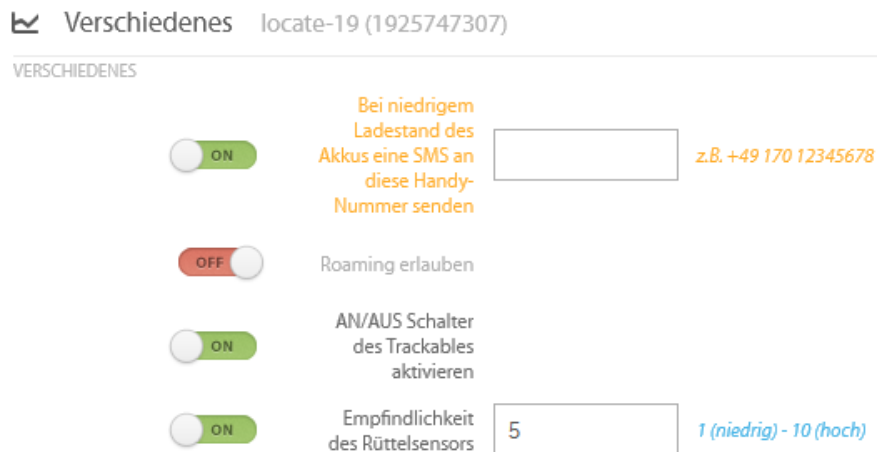 Verschiedenes locate-19 (1925747307)
VERSCHIEDENES
Bei niedrigem
Ladestand des
ON Akkus eine SMS an z.B. +49 170 12345678
diese Handy-
Nummer senden
OFF Roaming erlauben
AN/AUS Schalter
ON des Trackables
aktivieren
Empfindlichkeit
ON des Rüttelsensors 5 1 (niedrig) - 10 (hoch)